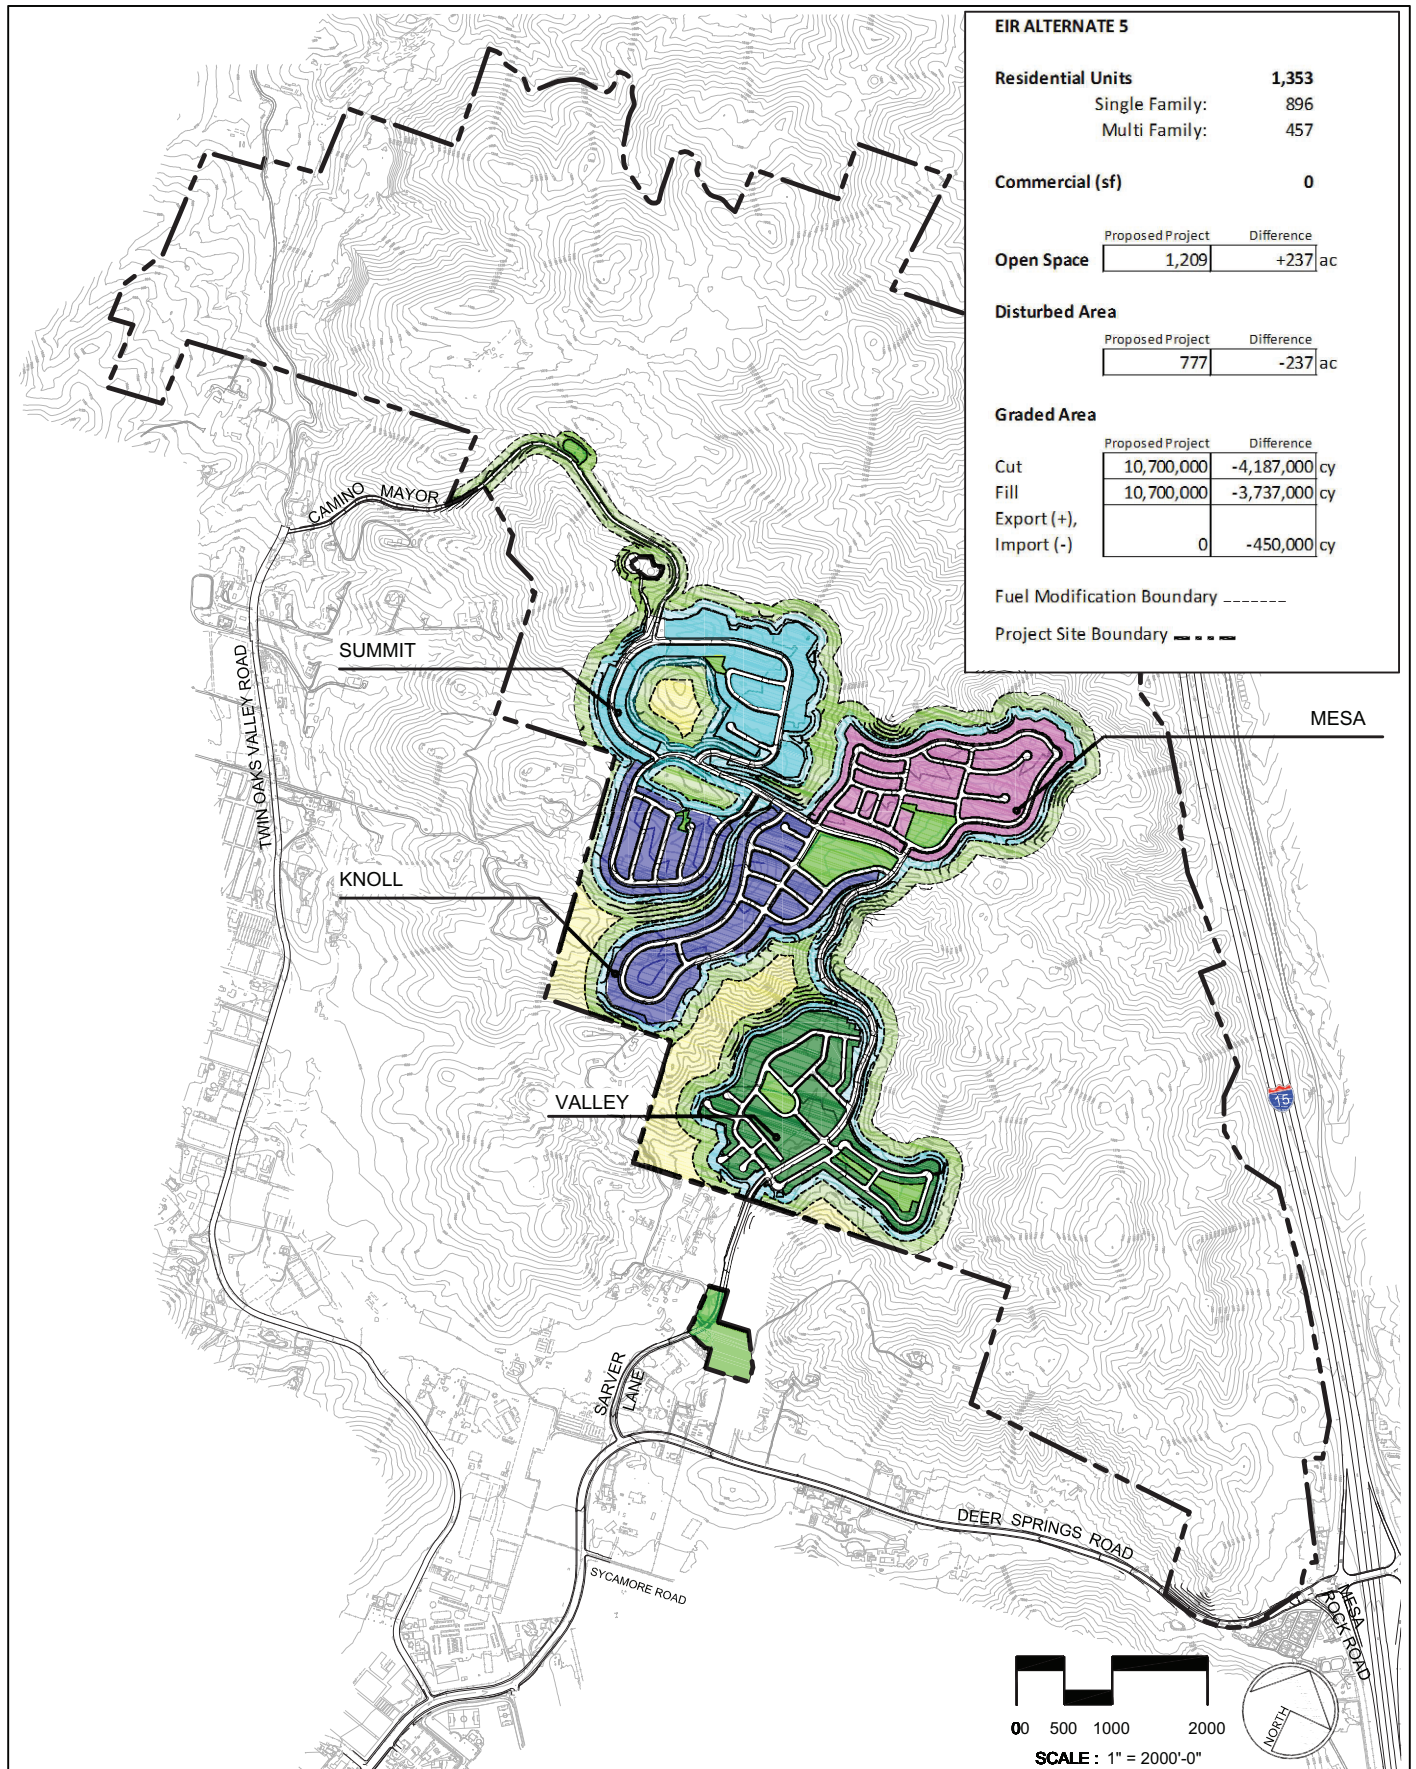 EIR ALTERNATE 5
Residential Units 1,353
Single Family: 896
Multi Family: 457
Commercial (sf) 0
Proposed Project Difference
Open Space 1,209 +237 ac
Disturbed Area
Proposed Project Difference
777 -237 ac
Graded Area
Proposed Project Difference
Cut 10,700,000 -4,187,000 cy
Fill 10,700,000 -3,737,000 cy
Export (+),
Import (-) 0 -450,000 cy
Fuel Modification Boundary
Project Site Boundary
CAMINO MAYOR
SUMMIT
TWIN OAKS VALLEY ROAD
MESA
KNOLL
VALLEY
15
SARVER
LANE
DEER SPRINGS ROAD
SYCAMORE ROAD
MESA
ROCK ROAD
00 500 1000 2000
NORTH
SCALE : 1" = 2000'-0"